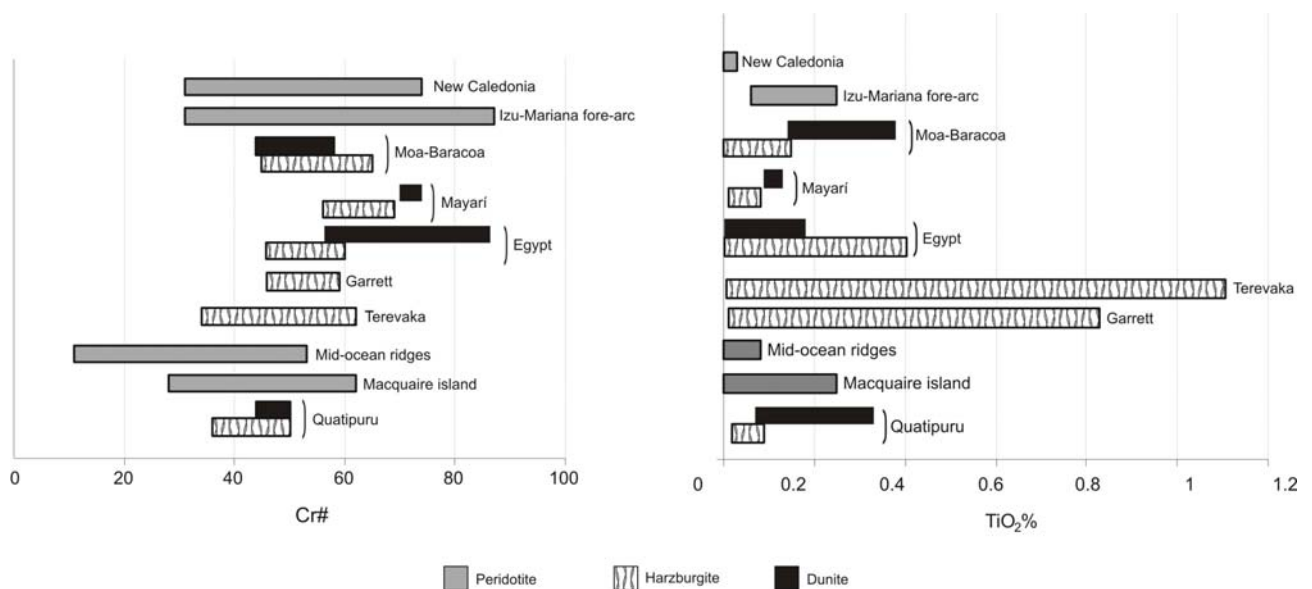 New Caledonia
Izu-Mariana fore-arc
Moa-Baracoa
Mayarí
Egypt
Garrett
Terevaka
Mid-ocean ridges
Macquaire island
Quatipuru
0 20 40 60 80 100
Cr#
New Caledonia
Izu-Mariana fore-arc
Moa-Baracoa
Mayarí
Egypt
Terevaka
Garrett
Mid-ocean ridges
Macquaire island
Quatipuru
0 0.2 0.4 0.6 0.8 1 1.2
TiO₂%
Peridotite Harzburgite Dunite